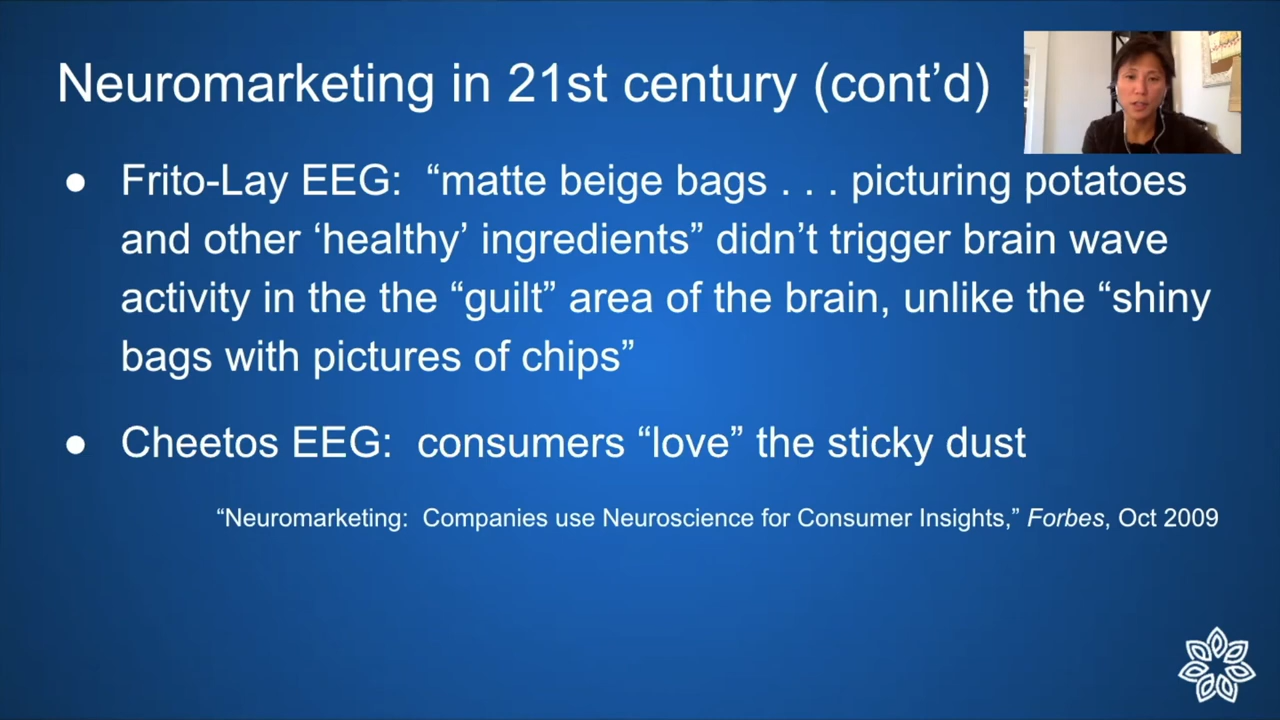 Neuromarketing in 21st century (cont’d)
● Frito-Lay EEG:  “matte beige bags . . . picturing potatoes
and other ‘healthy’ ingredients” didn’t trigger brain wave
activity in the the “guilt” area of the brain, unlike the “shiny
bags with pictures of chips”
● Cheetos EEG:  consumers “love” the sticky dust
“Neuromarketing:  Companies use Neuroscience for Consumer Insights,” Forbes, Oct 2009